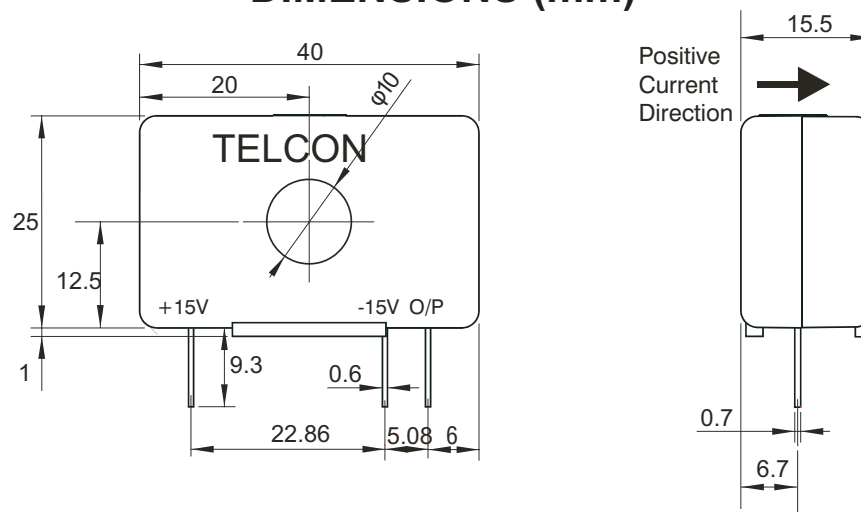 DIMENSIONS (mm)
40
15.5
20
φ10
Positive
Current
Direction
TELCON
25
12.5
+15V
-15V O/P
1
9.3
0.6
0.7
22.86
5.08
6
6.7